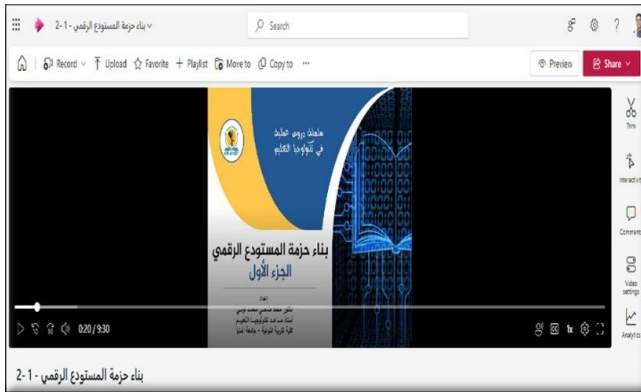 بناء حزمة المستودع الرقمي - 1 -2
Search
?
Record
Upload
Favorite
Playlist
Move to
Copy to
...
Preview
Share
Trim
Interactivity
Comments
Video settings
Analytics
سلسلة دروس عملية
في تكنولوجيا التعليم
بناء حزمة المستودع الرقمي
الجزء الأول
إعداد
0:20 / 9:30
1x
بناء حزمة المستودع الرقمي - 1 -2